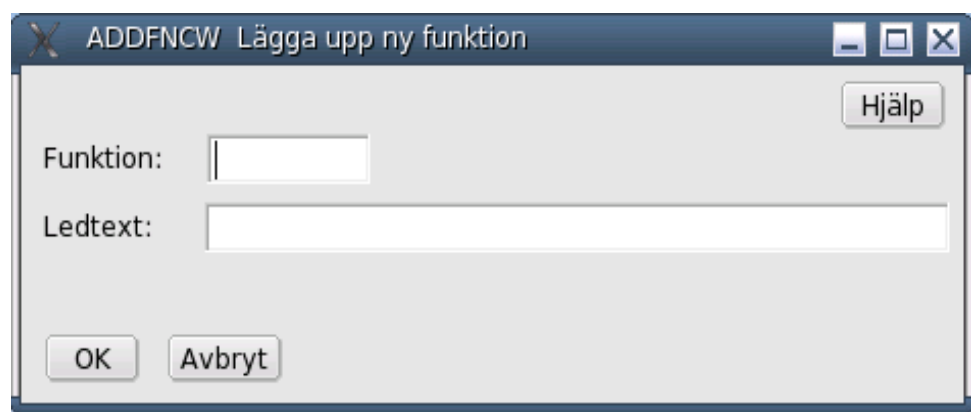 ADDFNCW Lägga upp ny funktion
Hjälp
Funktion:
Ledtext:
OK Avbryt